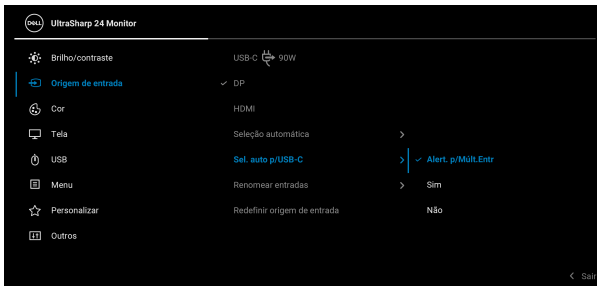 DELL UltraSharp 24 Monitor
Brilho/contraste USB-C 90W
Origem de entrada DP
Cor HDMI
Tela Seleção automática
USB Sel. auto p/USB-C Alert. p/Múlt.Entr
Menu Renomear entradas Sim
Personalizar Redefinir origem de entrada Não
Outros
Sair